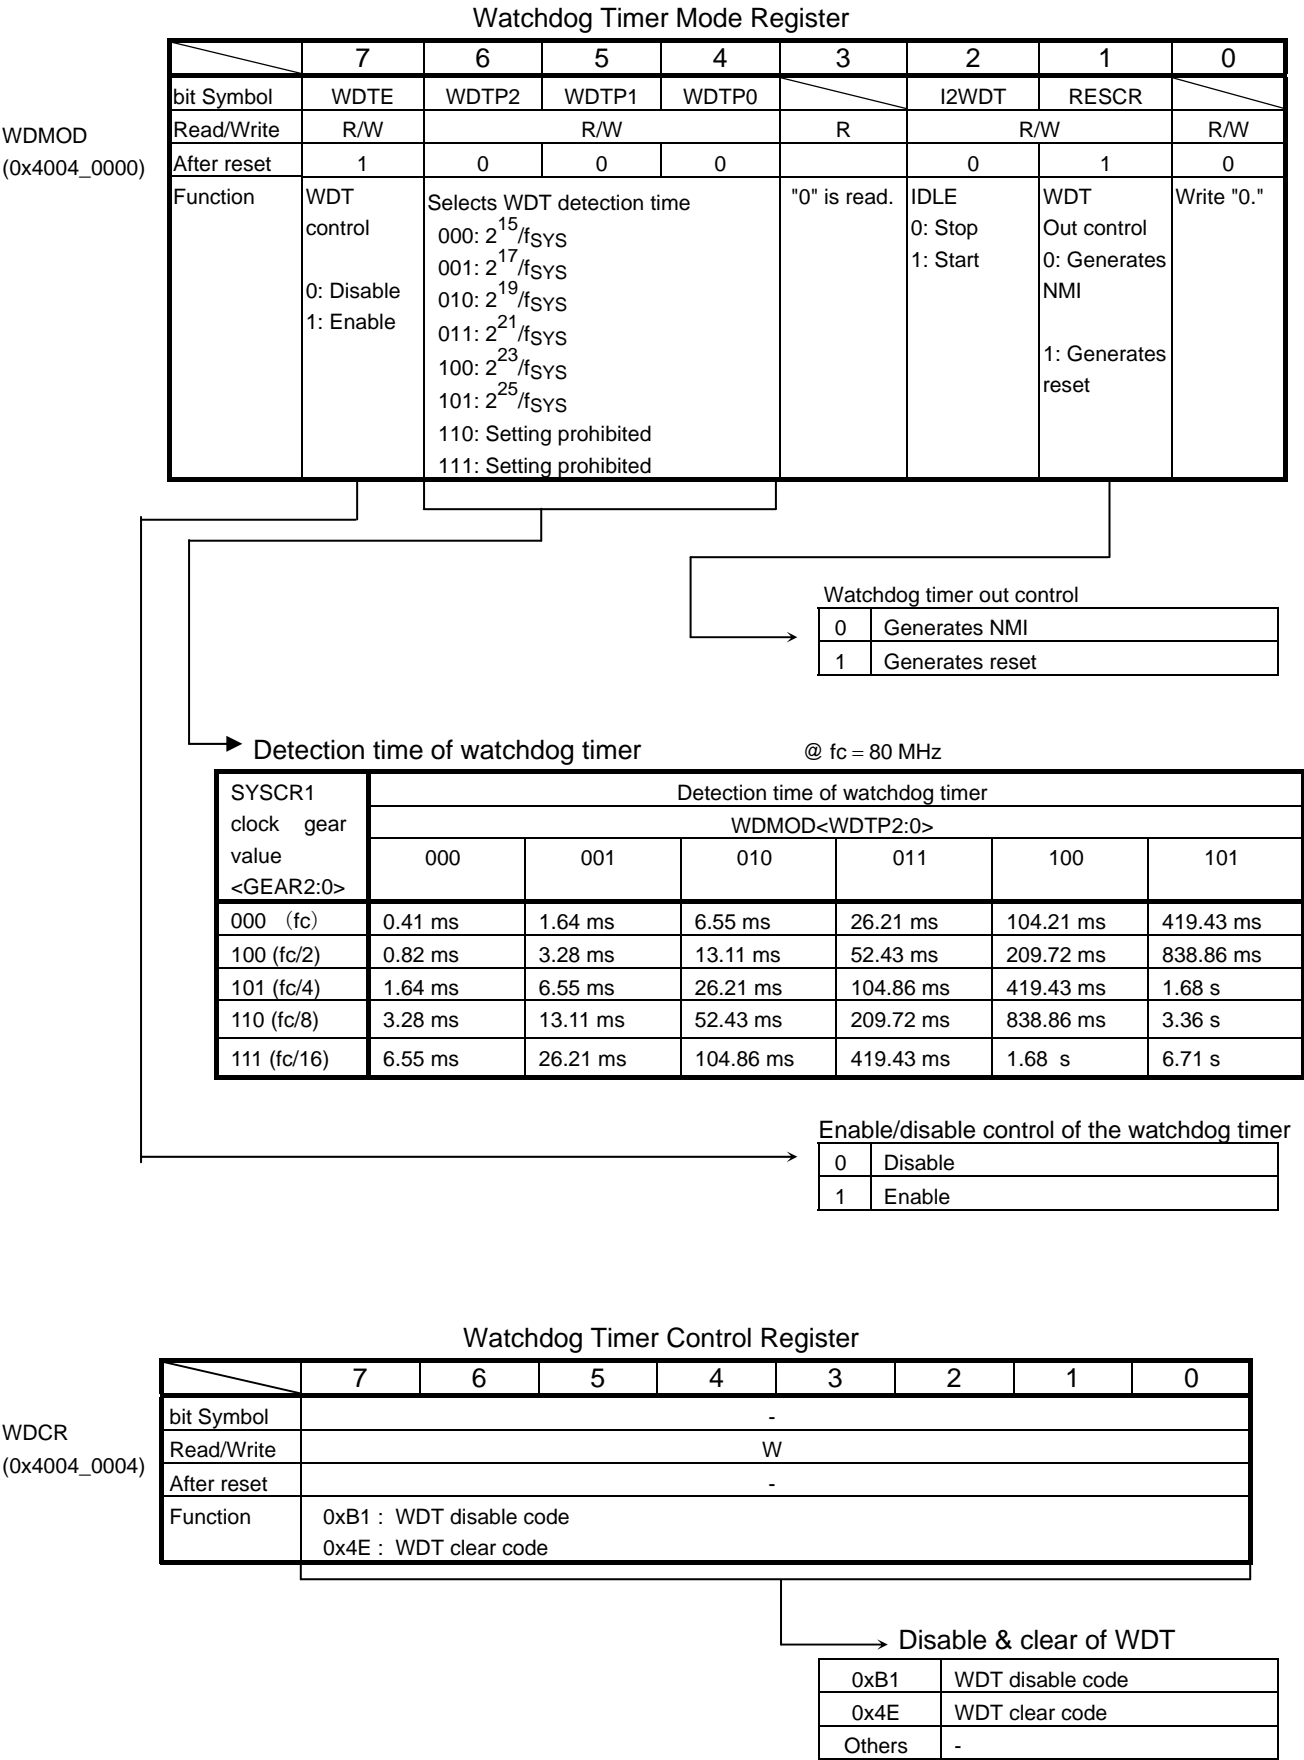 Watchdog Timer Mode Register
7 6 5 4 3 2 1 0
bit Symbol WDTE WDTP2 WDTP1 WDTP0 I2WDT RESCR
WDMOD
(0x4004_0000)
Read/Write R/W R/W R R/W R/W
After reset 1 0 0 0 0 1 0
Function
WDT
control
0: Disable
1: Enable
Selects WDT detection time
000: 2^15/fSYS
001: 2^17/fSYS
010: 2^19/fSYS
011: 2^21/fSYS
100: 2^23/fSYS
101: 2^25/fSYS
110: Setting prohibited
111: Setting prohibited
"0" is read.
IDLE
0: Stop
1: Start
WDT
Out control
0: Generates
NMI
1: Generates
reset
Write "0."
Watchdog timer out control
0 Generates NMI
1 Generates reset
Detection time of watchdog timer @ fc = 80 MHz
SYSCR1
clock gear
value
<GEAR2:0>
Detection time of watchdog timer
WDMOD<WDTP2:0>
000 001 010 011 100 101
000 （fc） 0.41 ms 1.64 ms 6.55 ms 26.21 ms 104.21 ms 419.43 ms
100 (fc/2) 0.82 ms 3.28 ms 13.11 ms 52.43 ms 209.72 ms 838.86 ms
101 (fc/4) 1.64 ms 6.55 ms 26.21 ms 104.86 ms 419.43 ms 1.68 s
110 (fc/8) 3.28 ms 13.11 ms 52.43 ms 209.72 ms 838.86 ms 3.36 s
111 (fc/16) 6.55 ms 26.21 ms 104.86 ms 419.43 ms 1.68 s 6.71 s
Enable/disable control of the watchdog timer
0 Disable
1 Enable
Watchdog Timer Control Register
7 6 5 4 3 2 1 0
WDCR
(0x4004_0004)
bit Symbol -
Read/Write W
After reset -
Function
0xB1 : WDT disable code
0x4E : WDT clear code
Disable & clear of WDT
0xB1 WDT disable code
0x4E WDT clear code
Others -